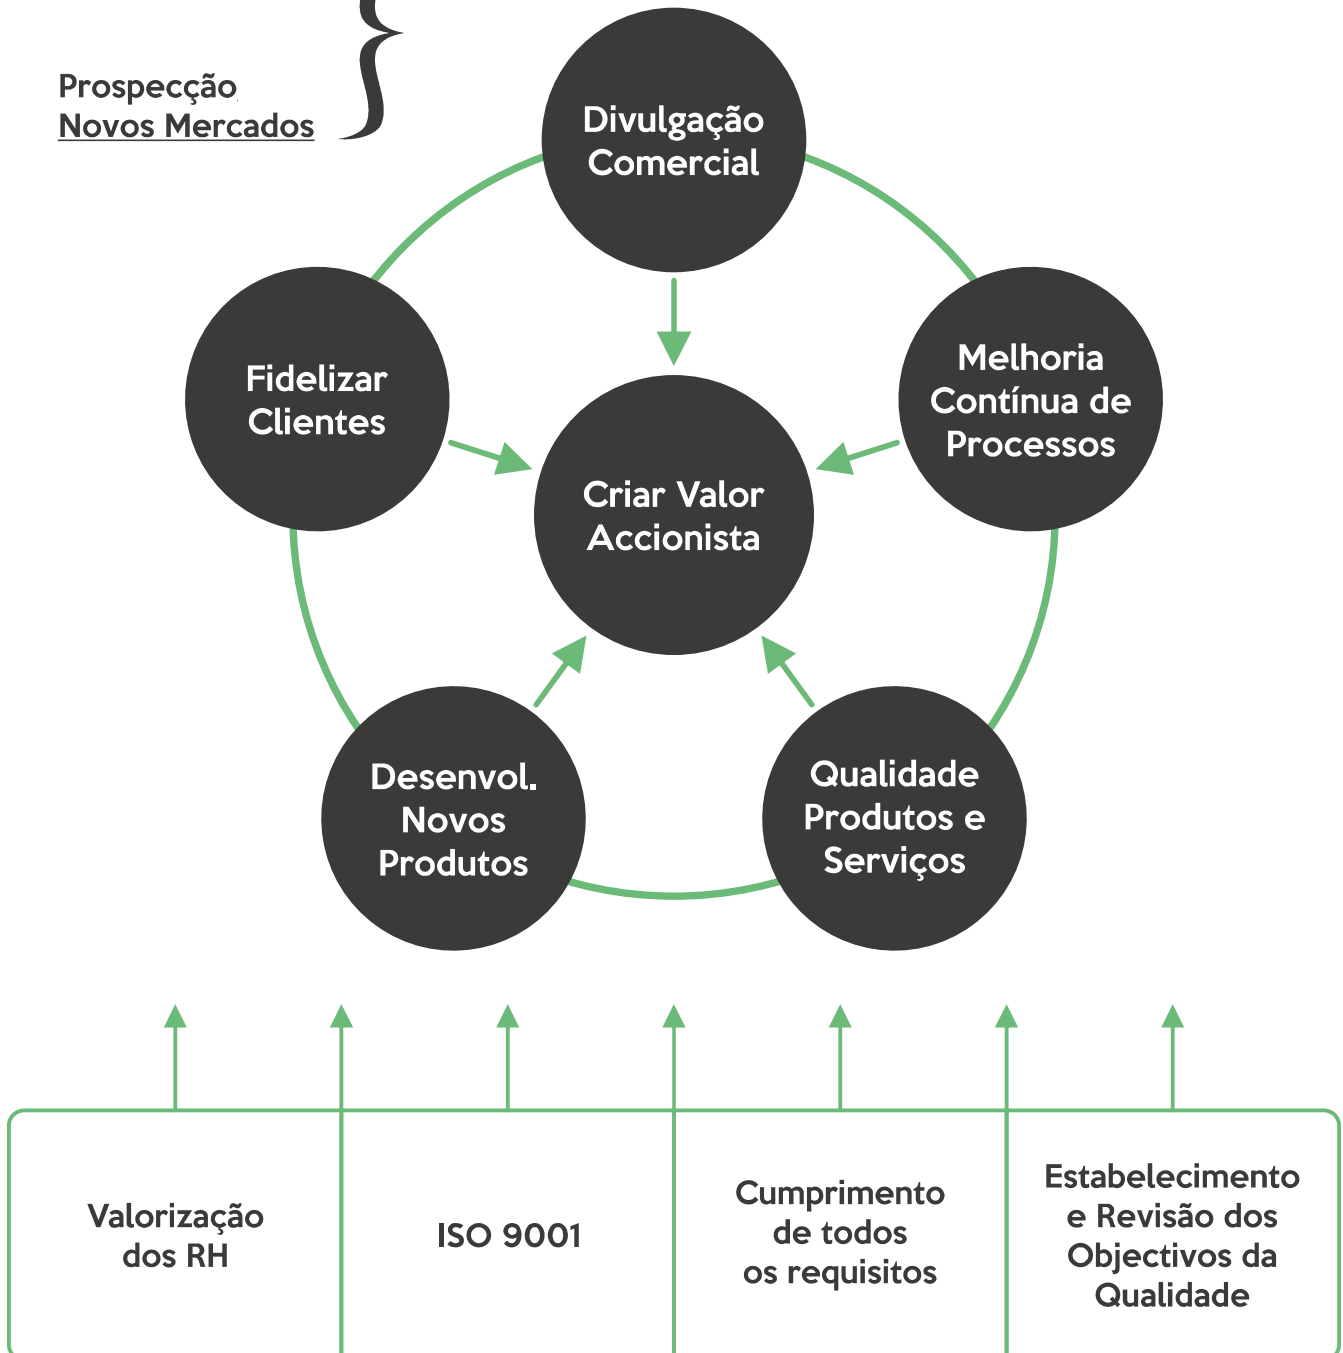 Prospecção
Novos Mercados
Divulgação
Comercial
Fidelizar
Clientes
Melhoria
Contínua de
Processos
Criar Valor
Accionista
Desenvol.
Novos
Produtos
Qualidade
Produtos e
Serviços
Valorização
dos RH
ISO 9001
Cumprimento
de todos
os requisitos
Estabelecimento
e Revisão dos
Objectivos da
Qualidade